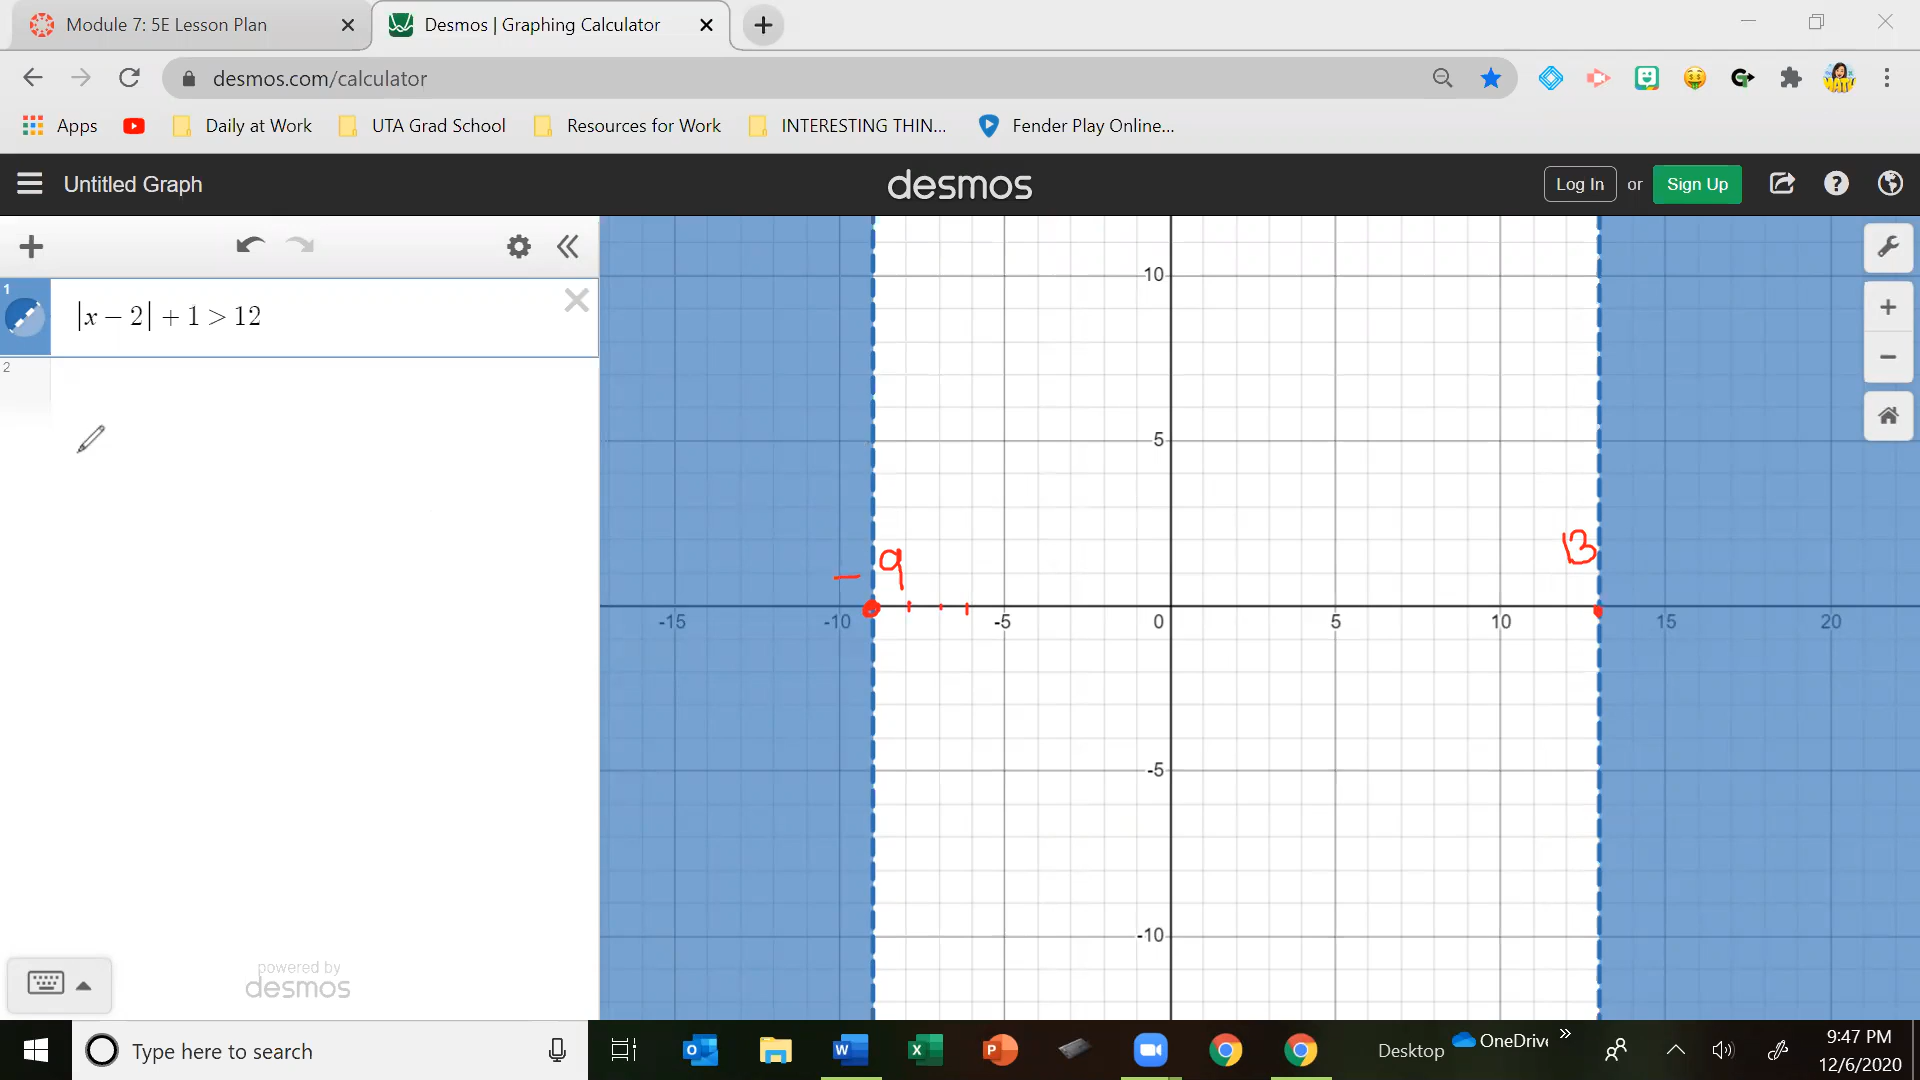 Module 7: 5E Lesson Plan
Desmos | Graphing Calculator
desmos.com/calculator
Apps
Daily at Work
UTA Grad School
Resources for Work
INTERESTING THIN...
Fender Play Online...
Untitled Graph
desmos
Log In or Sign Up
1
|x − 2| + 1 > 12
2
10
5
13
− 9
-15 -10 -5 0 5 10 15 20
-5
-10
powered by
desmos
Type here to search
Desktop
OneDrive
9:47 PM
12/6/2020